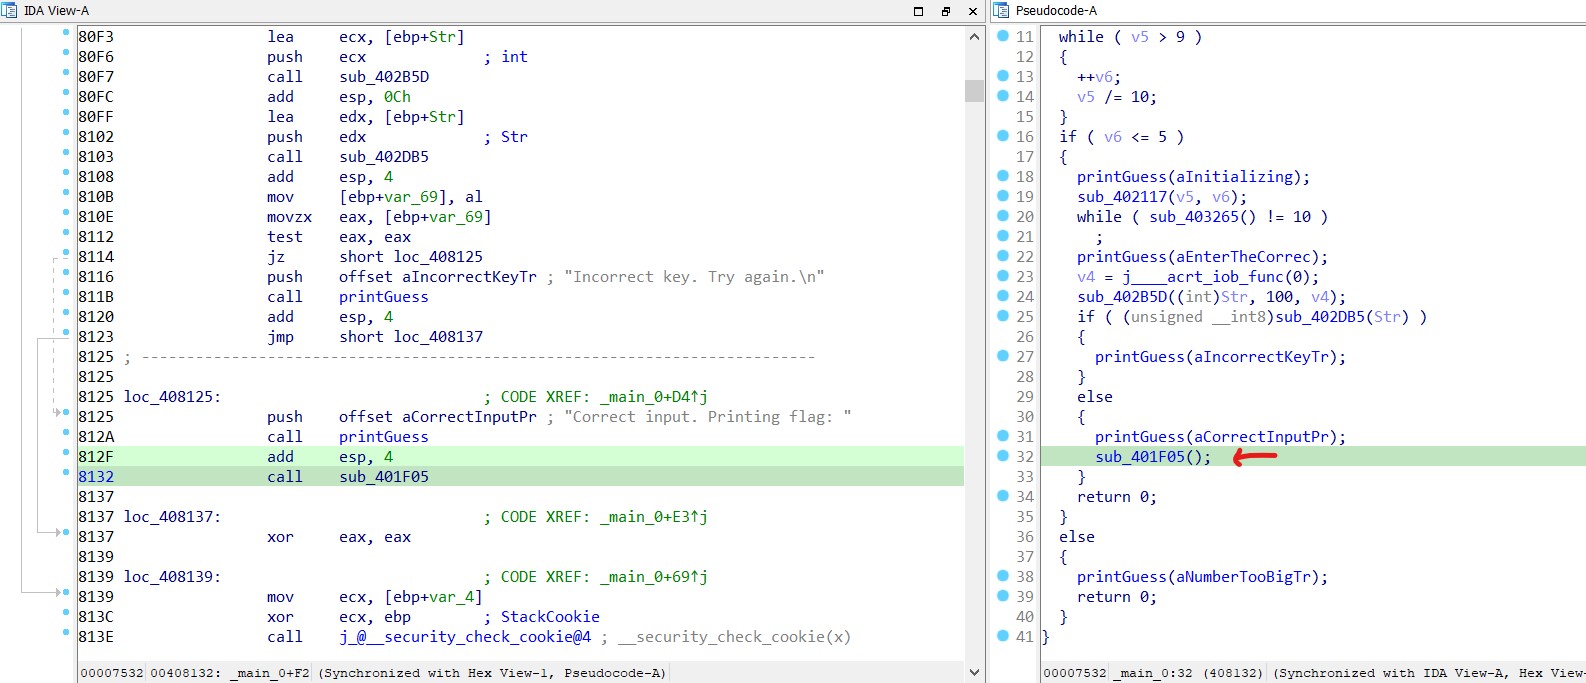 IDA View-A
80F3 lea ecx, [ebp+Str]
80F6 push ecx ; int
80F7 call sub_402B5D
80FC add esp, 0Ch
80FF lea edx, [ebp+Str]
8102 push edx ; Str
8103 call sub_402DB5
8108 add esp, 4
810B mov [ebp+var_69], al
810E movzx eax, [ebp+var_69]
8112 test eax, eax
8114 jz short loc_408125
8116 push offset aIncorrectKeyTr ; "Incorrect key. Try again.\n"
811B call printGuess
8120 add esp, 4
8123 jmp short loc_408137
8125 ; ---------------------------------------------------------------------------
8125
8125 loc_408125: ; CODE XREF: _main_0+D4↑j
8125 push offset aCorrectInputPr ; "Correct input. Printing flag: "
812A call printGuess
812F add esp, 4
8132 call sub_401F05
8137
8137 loc_408137: ; CODE XREF: _main_0+E3↑j
8137 xor eax, eax
8139
8139 loc_408139: ; CODE XREF: _main_0+69↑j
8139 mov ecx, [ebp+var_4]
813C xor ecx, ebp ; StackCookie
813E call j_@__security_check_cookie@4 ; __security_check_cookie(x)
00007532 00408132: _main_0+F2 (Synchronized with Hex View-1, Pseudocode-A)
Pseudocode-A
11 while ( v5 > 9 )
12 {
13 ++v6;
14 v5 /= 10;
15 }
16 if ( v6 <= 5 )
17 {
18 printGuess(aInitializing);
19 sub_402117(v5, v6);
20 while ( sub_403265() != 10 )
21 ;
22 printGuess(aEnterTheCorrec);
23 v4 = j____acrt_iob_func(0);
24 sub_402B5D((int)Str, 100, v4);
25 if ( (unsigned __int8)sub_402DB5(Str) )
26 {
27 printGuess(aIncorrectKeyTr);
28 }
29 else
30 {
31 printGuess(aCorrectInputPr);
32 sub_401F05();
33 }
34 return 0;
35 }
36 else
37 {
38 printGuess(aNumberTooBigTr);
39 return 0;
40 }
41 }
00007532 _main_0:32 (408132) (Synchronized with IDA View-A, Hex View-